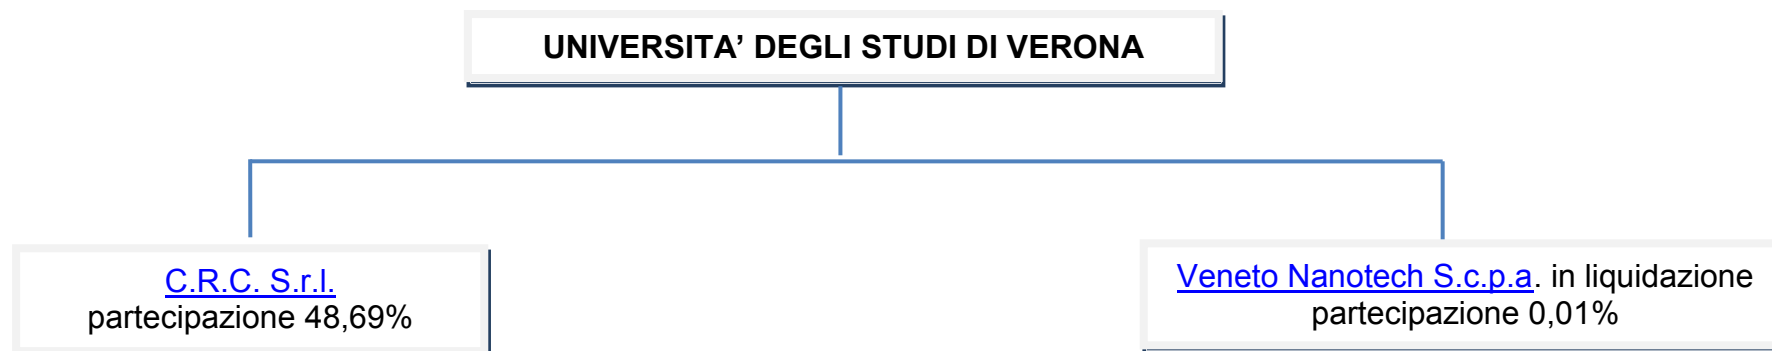 UNIVERSITA’ DEGLI STUDI DI VERONA
C.R.C. S.r.l.
partecipazione 48,69%
Veneto Nanotech S.c.p.a. in liquidazione
partecipazione 0,01%